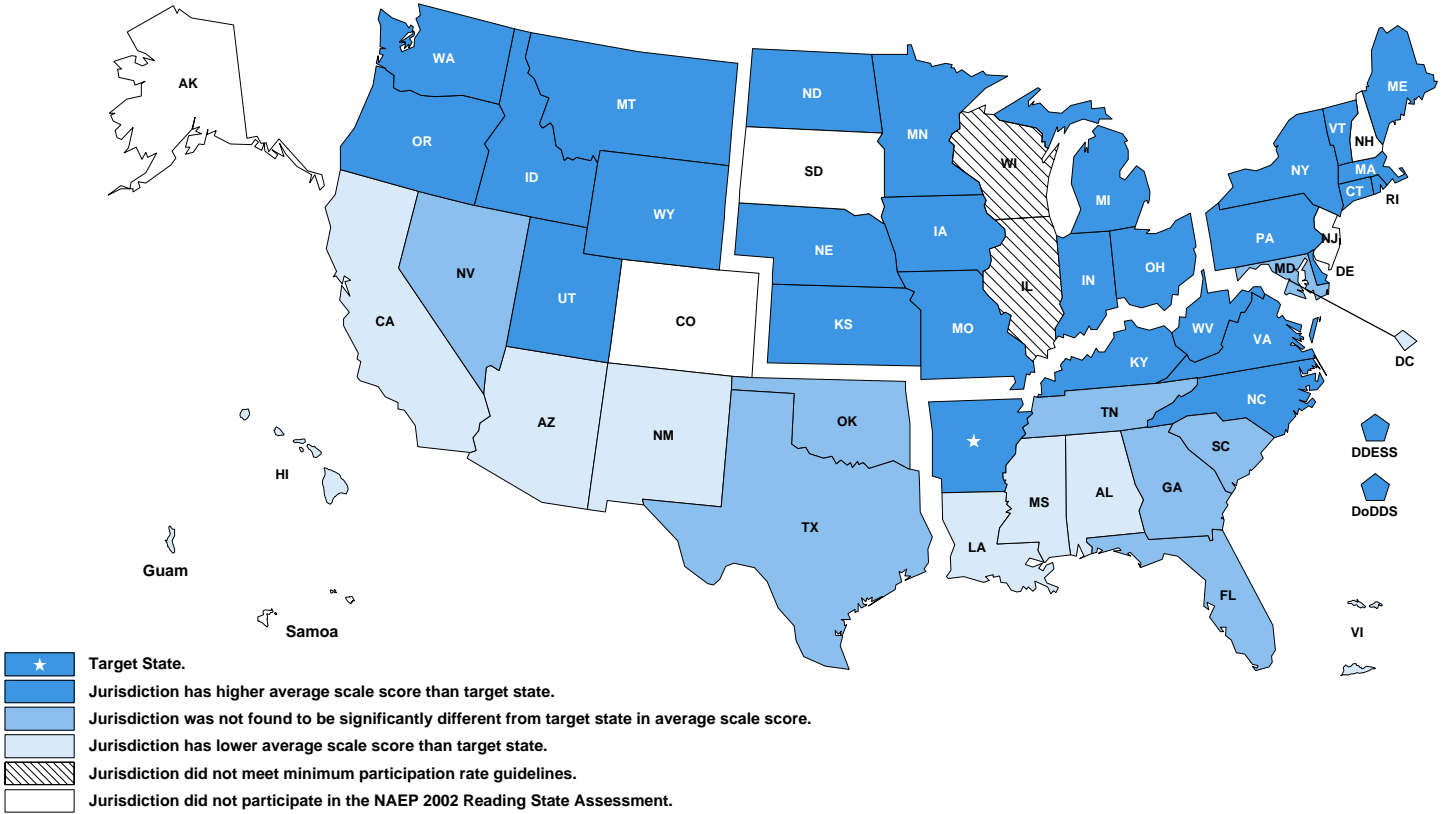 AK
WA
MT
ND
MN
ME
VT
NH
OR
ID
WY
SD
WI
MI
NY
MA
CT
RI
NV
UT
NE
IA
PA
NJ
CA
CO
KS
MO
IL
IN
OH
MD
DE
WV
VA
KY
DC
AZ
NM
OK
TN
NC
SC
DDESS
HI
TX
MS
AL
GA
DoDDS
LA
Guam
FL
Samoa
VI
Target State.
Jurisdiction has higher average scale score than target state.
Jurisdiction was not found to be significantly different from target state in average scale score.
Jurisdiction has lower average scale score than target state.
Jurisdiction did not meet minimum participation rate guidelines.
Jurisdiction did not participate in the NAEP 2002 Reading State Assessment.